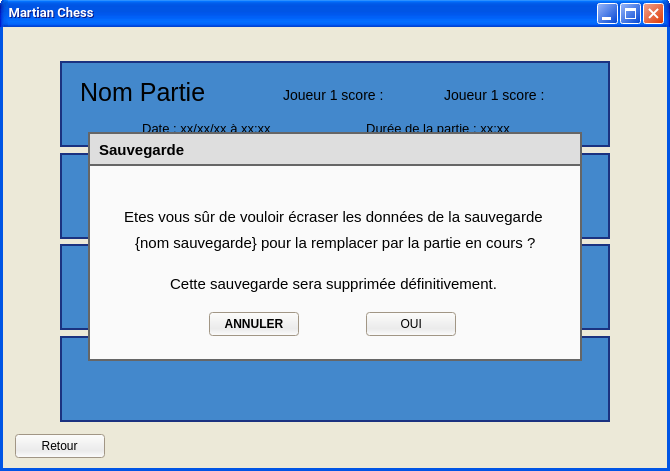 Martian Chess
Nom Partie
Joueur 1 score :
Joueur 1 score :
Date : xx/xx/xx à xx:xx
Durée de la partie : xx:xx
Sauvegarde
Etes vous sûr de vouloir écraser les données de la sauvegarde
{nom sauvegarde} pour la remplacer par la partie en cours ?
Cette sauvegarde sera supprimée définitivement.
ANNULER
OUI
Retour